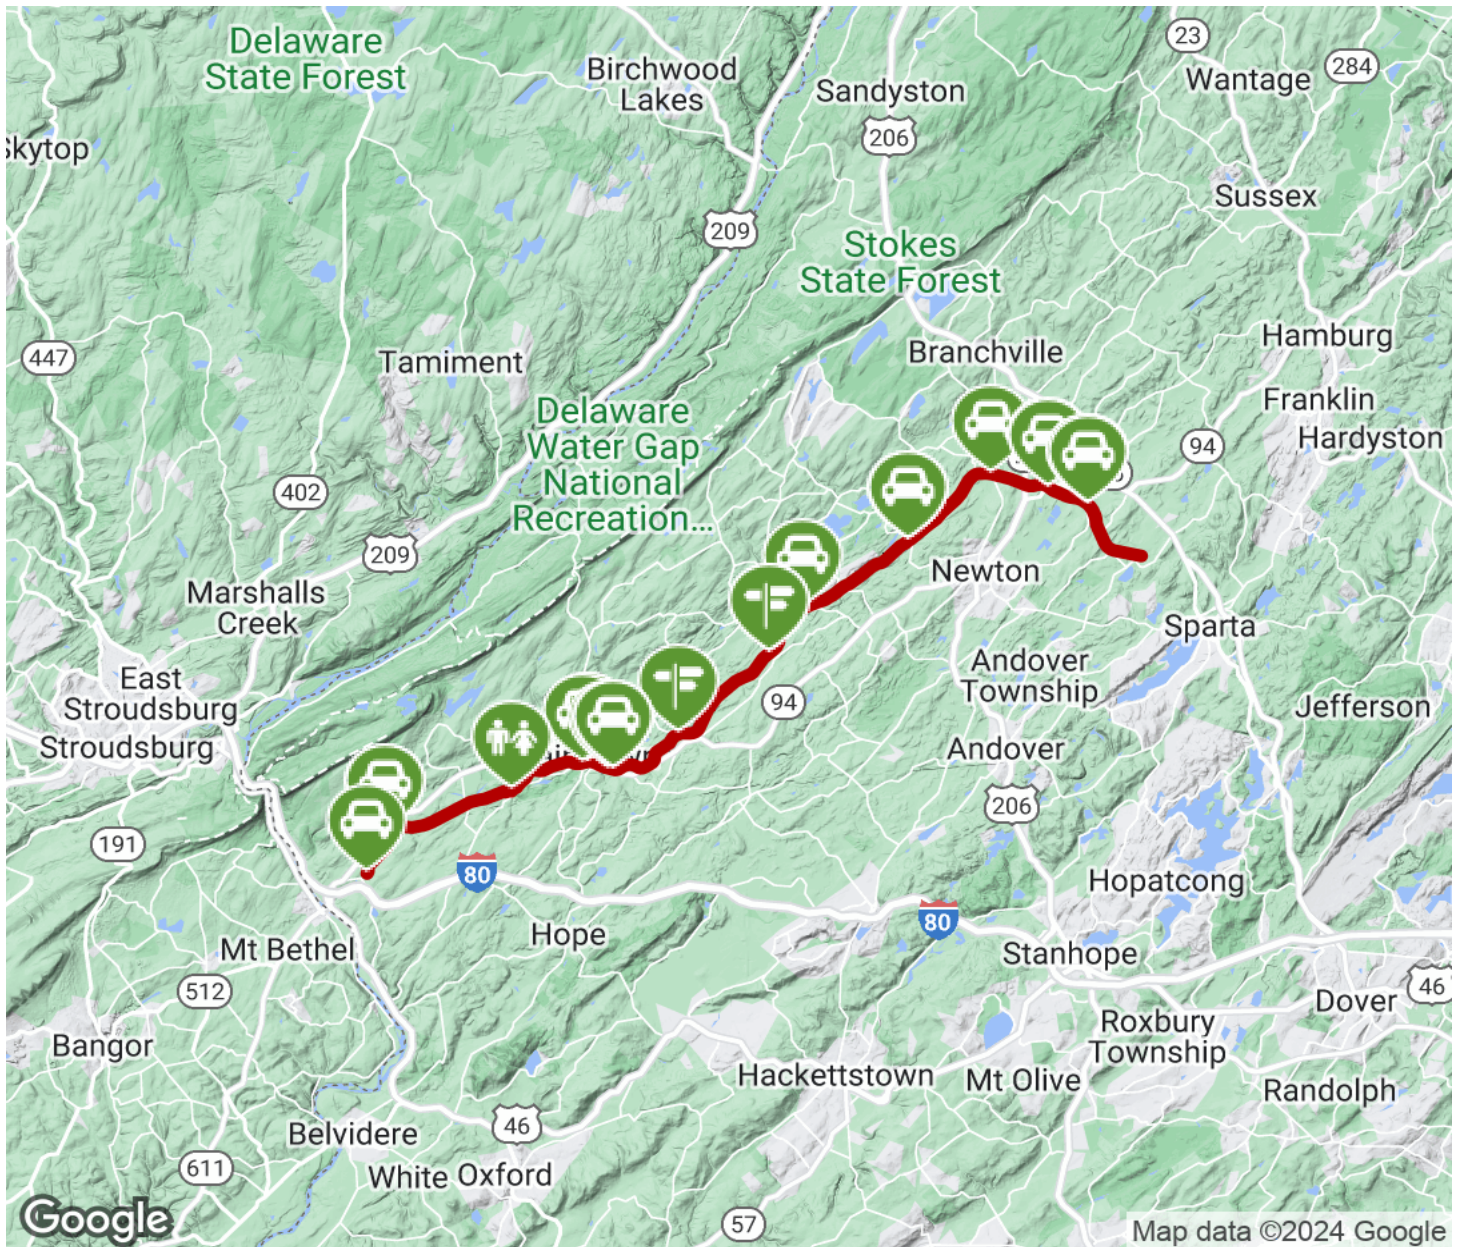 Delaware
State Forest
Birchwood
Lakes
Sandyston
23
Wantage
284
206
Skytop
Sussex
209
Stokes
State Forest
447
Tamiment
Branchville
Hamburg
Delaware
Water Gap
National
Recreation...
Franklin
Hardyston
94
402
209
Marshalls
Creek
Newton
Sparta
East
Stroudsburg
Stroudsburg
Andover
Township
94
Jefferson
Andover
206
191
80
Hopatcong
80
Mt Bethel
Hope
Stanhope
512
46
Dover
Bangor
Roxbury
Township
Hackettstown
Mt Olive
Randolph
46
Belvidere
611
White
Oxford
57
Google
Map data ©2024 Google